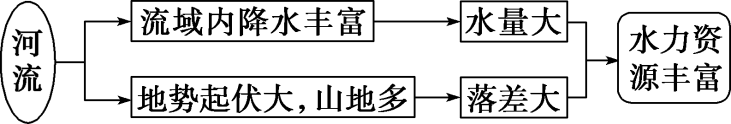 河流
流域内降水丰富
水量大
地势起伏大，山地多
落差大
水力资
源丰富